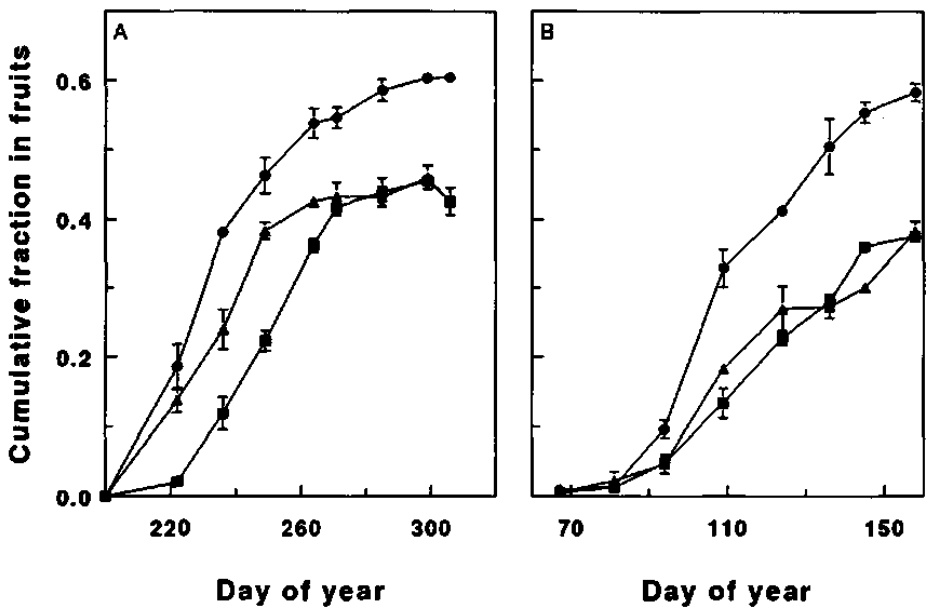 A
B
Cumulative fraction in fruits
0.6
0.4
0.2
0.0
220
260
300
70
110
150
Day of year
Day of year